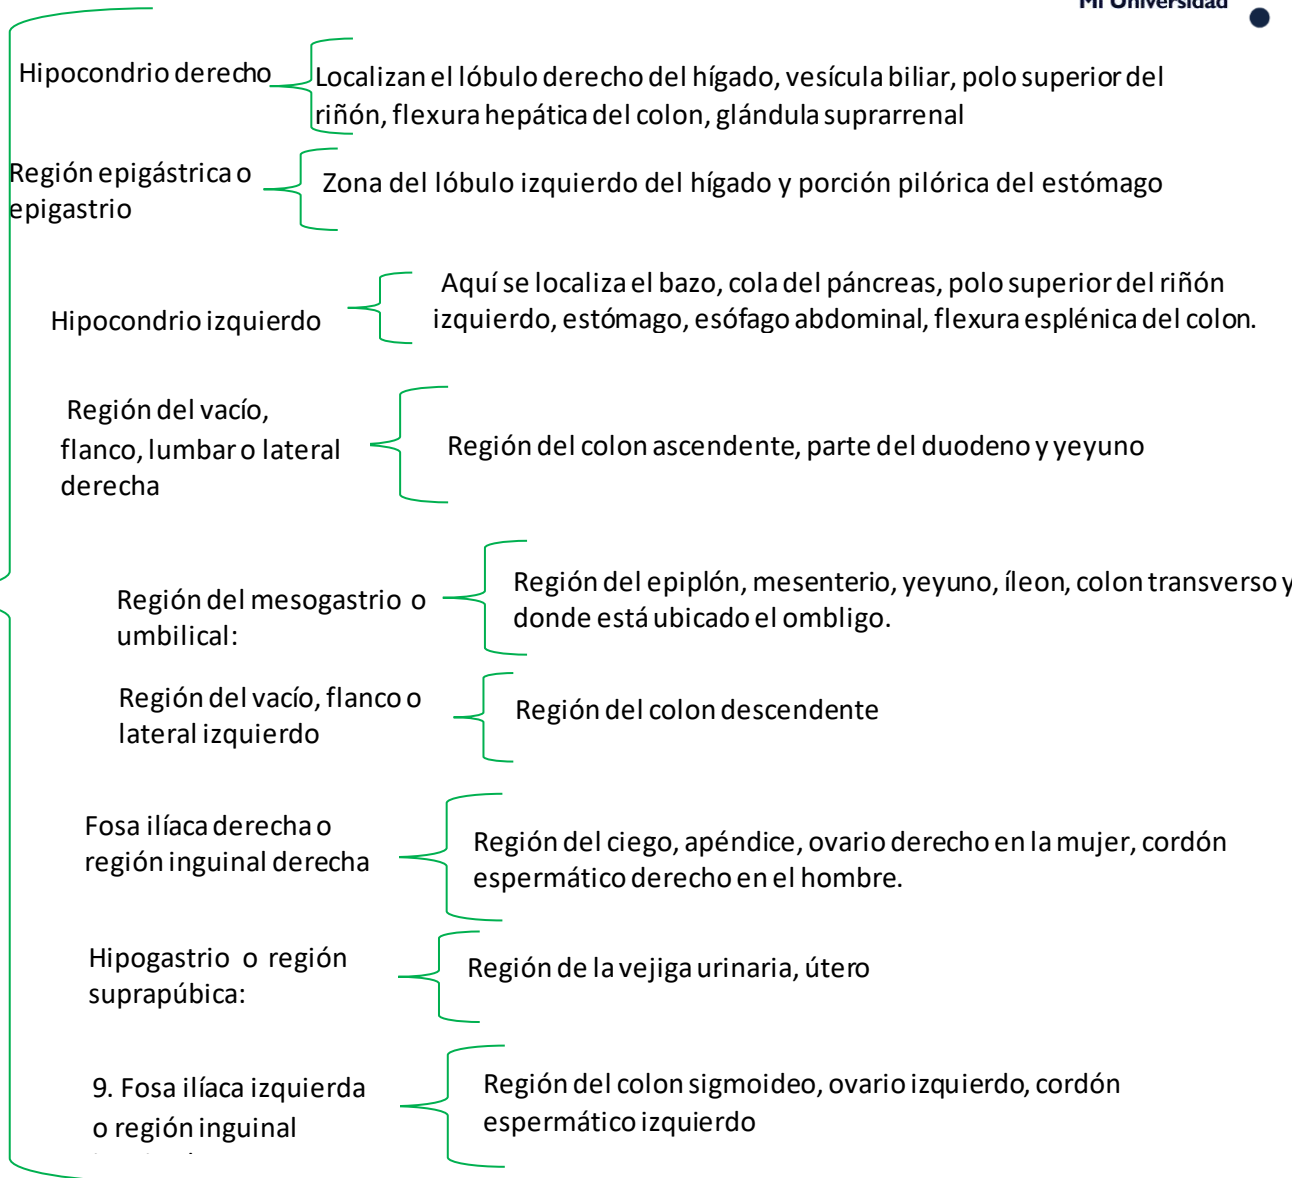 Mi Universidad
Hipocondrio derecho
Localizan el lóbulo derecho del hígado, vesícula biliar, polo superior del
riñón, flexura hepática del colon, glándula suprarrenal
Región epigástrica o
epigastrio
Zona del lóbulo izquierdo del hígado y porción pilórica del estómago
Hipocondrio izquierdo
Aquí se localiza el bazo, cola del páncreas, polo superior del riñón
izquierdo, estómago, esófago abdominal, flexura esplénica del colon.
Región del vacío,
flanco, lumbar o lateral
derecha
Región del colon ascendente, parte del duodeno y yeyuno
Región del mesogastrio o
umbilical:
Región del epiplón, mesenterio, yeyuno, íleon, colon transverso y
donde está ubicado el ombligo.
Región del vacío, flanco o
lateral izquierdo
Región del colon descendente
Fosa ilíaca derecha o
región inguinal derecha
Región del ciego, apéndice, ovario derecho en la mujer, cordón
espermático derecho en el hombre.
Hipogastrio o región
suprapúbica:
Región de la vejiga urinaria, útero
9. Fosa ilíaca izquierda
o región inguinal
Región del colon sigmoideo, ovario izquierdo, cordón
espermático izquierdo